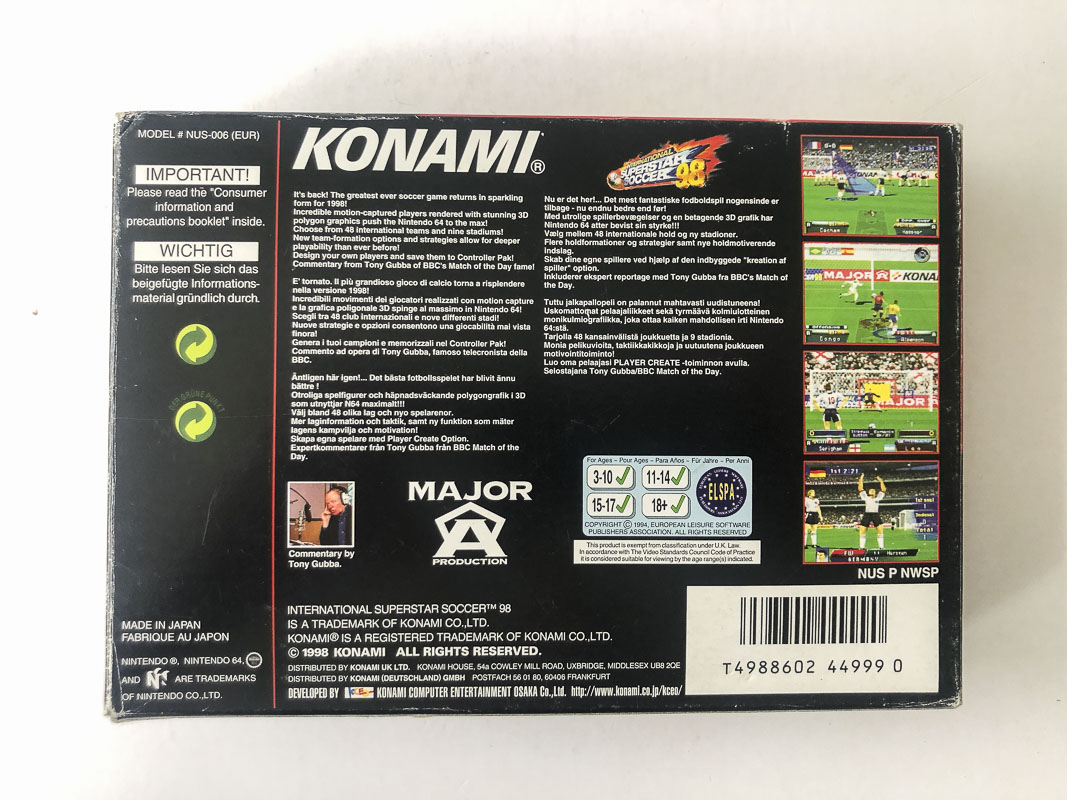 MODEL # NUS-006 (EUR)
IMPORTANT!
Please read the "Consumer
information and
precautions booklet" inside.
WICHTIG
Bitte lesen Sie sich das
beigefügte Informations-
material gründlich durch.
DER GRÜNE PUNKT
MADE IN JAPAN
FABRIQUE AU JAPON
NINTENDO ®, NINTENDO 64,
AND N ARE TRADEMARKS
OF NINTENDO CO.,LTD.
KONAMI®
It's back! The greatest ever soccer game returns in sparkling
form for 1998!
Incredible motion-captured players rendered with stunning 3D
polygon graphics push the Nintendo 64 to the max!
Choose from 48 international teams and nine stadiums!
New team-formation options and strategies allow for deeper
playability than ever before!
Design your own players and save them to Controller Pak!
Commentary from Tony Gubba of BBC's Match of the Day fame!
E' tornato. Il più grandioso gioco di calcio torna a risplendere
nella versione 1998!
Incredibili movimenti dei giocatori realizzati con motion capture
e la grafica poligonale 3D spinge al massimo in Nintendo 64!
Scegli tra 48 club internazionali e nove differenti stadi!
Nuove strategie e opzioni consentono una giocabilità mai vista
finora!
Genera i tuoi campioni e memorizzali nel Controller Pak!
Commento ad opera di Tony Gubba, famoso telecronista della
BBC.
Äntligen här igen!... Det bästa fotbollsspelet har blivit ännu
bättre !
Otroliga spelfigurer och häpnadsväckande polygongrafik i 3D
som utnyttjar N64 maximalt!!!
Välj bland 48 olika lag och nyo spelarenor.
Mer laginformation och taktik, samt ny funktion som mäter
lagens kampvilja och motivation!
Skapa egna spelare med Player Create Option.
Expertkommentarer från Tony Gubba från BBC Match of the
Day.
INTERNATIONAL
SUPERSTAR
SOCCER 98
Nu er det her!... Det mest fantastiske fodboldspil nogensinde er
tilbage - nu endnu bedre end før!
Med utrolige spillerbevægelser og en betagende 3D grafik har
Nintendo 64 atter bevist sin styrke!!!
Vælg mellem 48 internationale hold og ny stadioner.
Flere holdformationer og strategier samt nye holdmotiverende
indslag.
Skab dine egne spillere ved hjælp af den indbyggede "kreation af
spiller" option.
Inkluderer ekspert reportage med Tony Gubba fra BBC's Match of
the Day.
Tuttu jalkapallopeli on palannut mahtavasti uudistuneena!
Uskomattomat pelaajaliikkeet sekä tyrmäävä kolmiulotteinen
monikulmiografiikka, joka ottaa kaiken mahdollisen irti Nintendo
64:stä.
Tarjolla 48 kansainvälistä joukkuetta ja 9 stadionia.
Monia pelikuvioita, taktiikkakikkoja ja uutuutena joukkueen
motivointitoiminto!
Luo oma pelaajasi PLAYER CREATE -toiminnon avulla.
Selostajana Tony Gubba/BBC Match of the Day.
Commentary by
Tony Gubba.
MAJOR
A
PRODUCTION
For Ages – Pour Ages – Para Años – Für Jahre – Per Anni
3-10 11-14
15-17 18+
ELSPA
COPYRIGHT © 1994, EUROPEAN LEISURE SOFTWARE
PUBLISHERS ASSOCIATION. ALL RIGHTS RESERVED
This product is exempt from classification under U.K. Law.
In accordance with The Video Standards Council Code of Practice
it is considered suitable for viewing by the age range(s) indicated.
MAJOR A KONAMI
Congo
1st 2:21
GERMANY
NUS P NWSP
INTERNATIONAL SUPERSTAR SOCCER™ 98
IS A TRADEMARK OF KONAMI CO.,LTD.
KONAMI® IS A REGISTERED TRADEMARK OF KONAMI CO.,LTD.
© 1998 KONAMI ALL RIGHTS RESERVED.
DISTRIBUTED BY KONAMI UK LTD. KONAMI HOUSE, 54a COWLEY MILL ROAD, UXBRIDGE, MIDDLESEX UB8 2QE
DISTRIBUTED BY KONAMI (DEUTSCHLAND) GMBH POSTFACH 56 01 80, 60406 FRANKFURT
DEVELOPED BY KCEO KONAMI COMPUTER ENTERTAINMENT OSAKA Co.,Ltd. http://www.konami.co.jp/kceo/
T4988602 44999 0